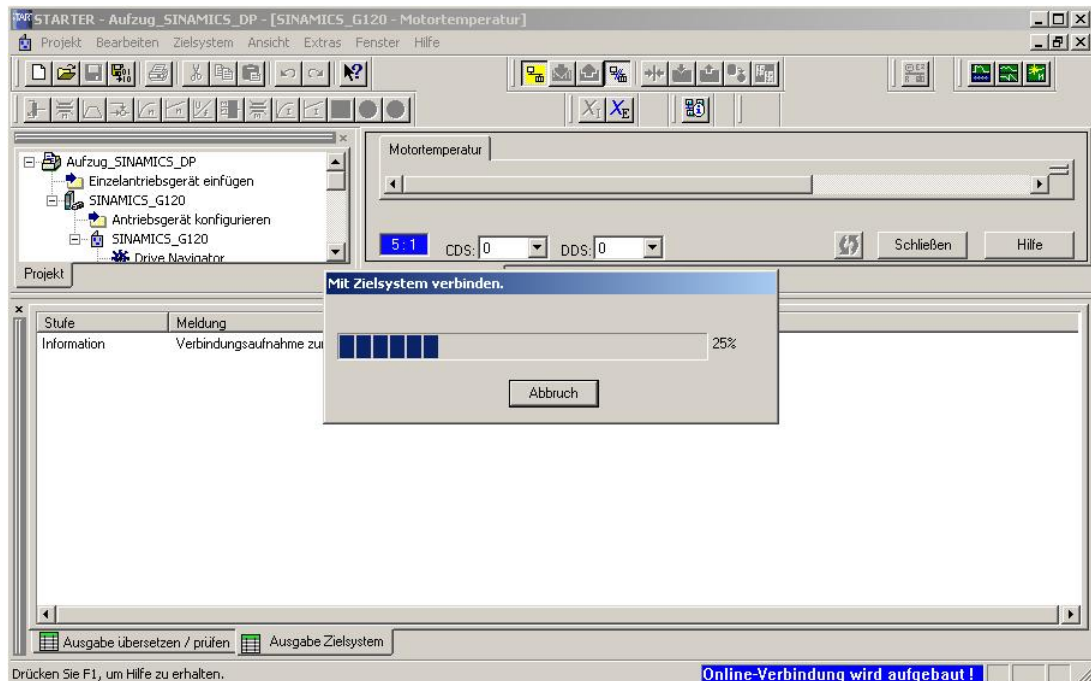 STARTER - Aufzug_SINAMICS_DP - [SINAMICS_G120 - Motortemperatur]
Projekt Bearbeiten Zielsystem Ansicht Extras Fenster Hilfe
Aufzug_SINAMICS_DP
Einzelantriebsgerät einfügen
SINAMICS_G120
Antriebsgerät konfigurieren
SINAMICS_G120
Drive Navigator
Projekt
Motortemperatur
5:1 CDS: 0 DDS: 0 Schließen Hilfe
Mit Zielsystem verbinden.
25%
Abbruch
Stufe Meldung
Information Verbindungsaufnahme zu
Ausgabe übersetzen / prüfen Ausgabe Zielsystem
Drücken Sie F1, um Hilfe zu erhalten. Online-Verbindung wird aufgebaut !